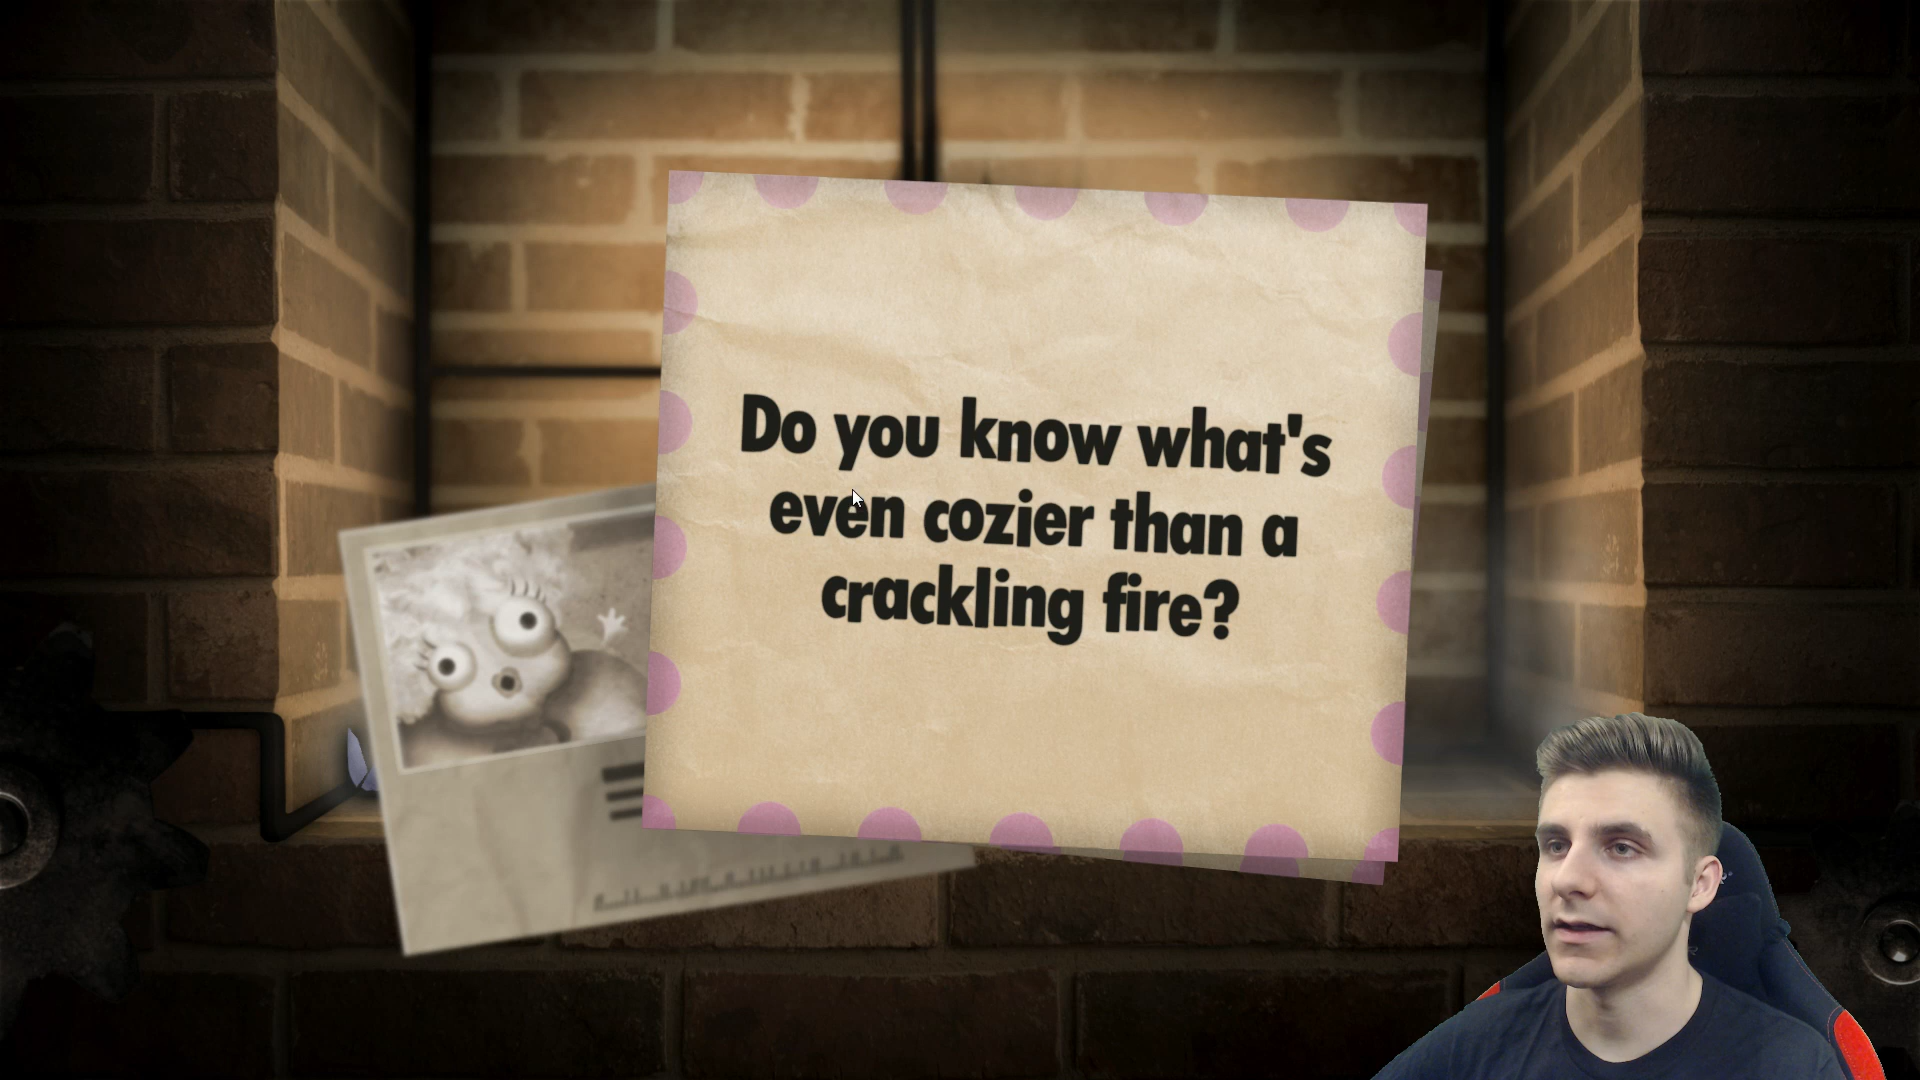 Do you know what's
even cozier than a
crackling fire?